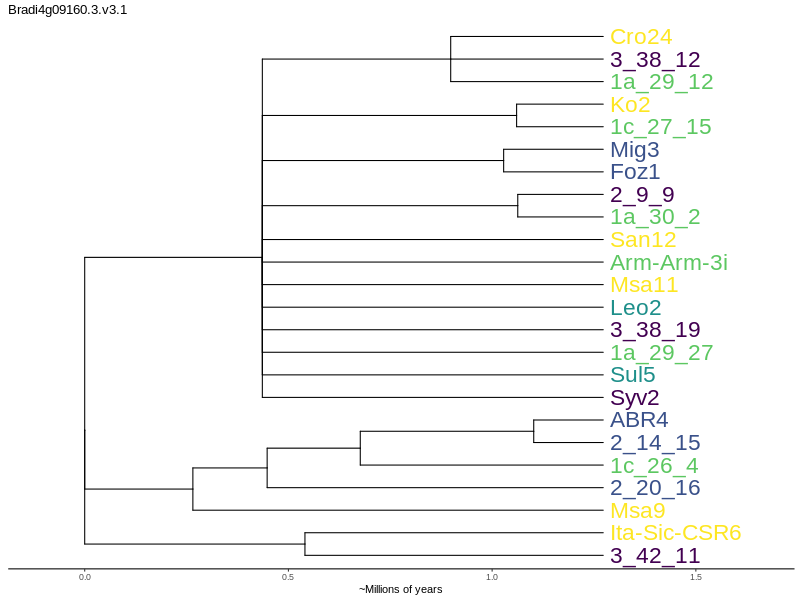 Bradi4g09160.3.v3.1
Cro24
3_38_12
1a_29_12
Ko2
1c_27_15
Mig3
Foz1
2_9_9
1a_30_2
San12
Arm-Arm-3i
Msa11
Leo2
3_38_19
1a_29_27
Sul5
Syv2
ABR4
2_14_15
1c_26_4
2_20_16
Msa9
Ita-Sic-CSR6
3_42_11
0.0 0.5 1.0 1.5
~Millions of years